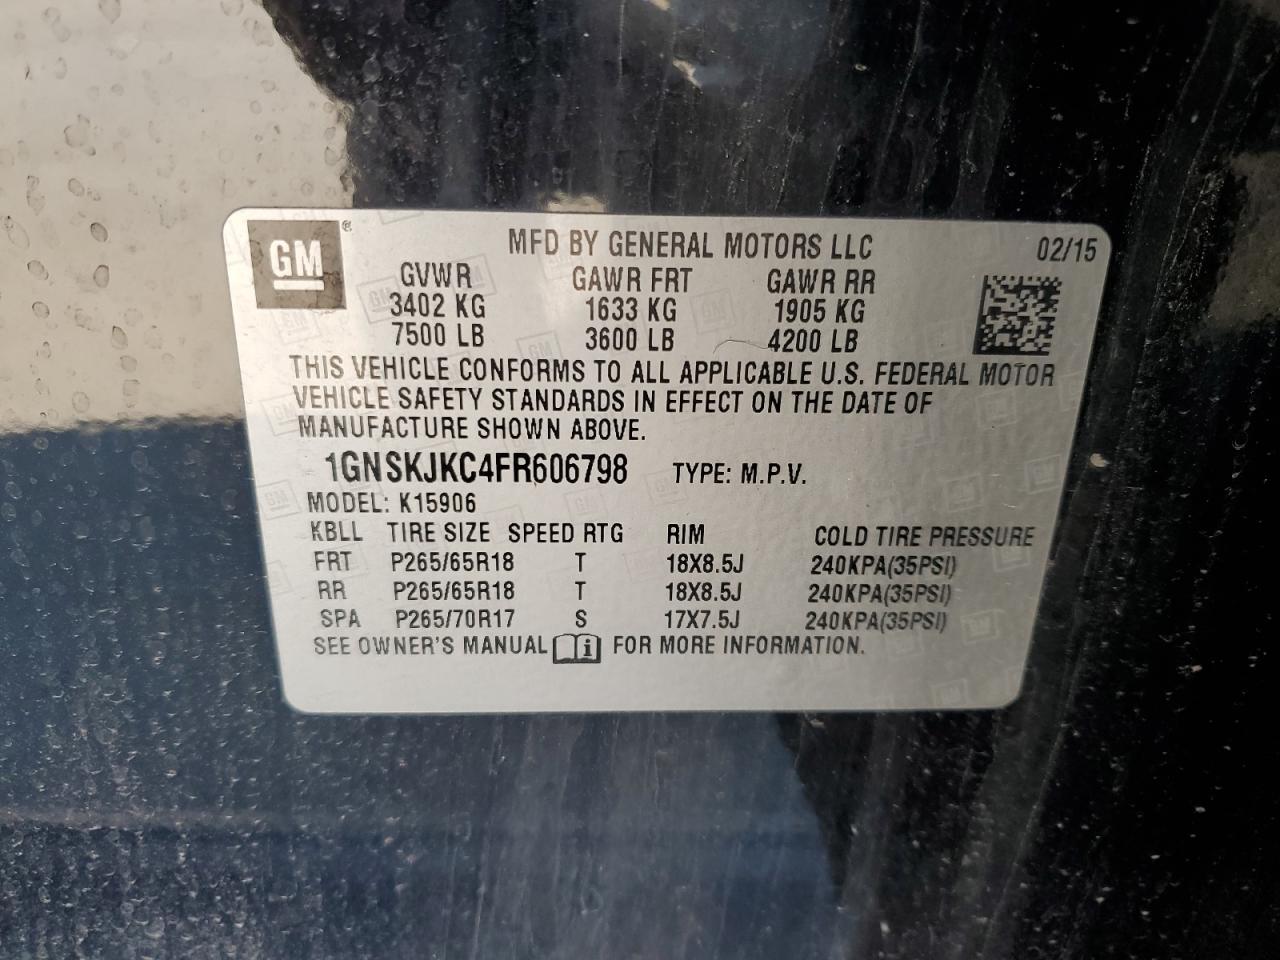 GM ® MFD BY GENERAL MOTORS LLC 02/15
GVWR GAWR FRT GAWR RR
3402 KG 1633 KG 1905 KG
7500 LB 3600 LB 4200 LB
THIS VEHICLE CONFORMS TO ALL APPLICABLE U.S. FEDERAL MOTOR
VEHICLE SAFETY STANDARDS IN EFFECT ON THE DATE OF
MANUFACTURE SHOWN ABOVE.
1GNSKJKC4FR606798 TYPE: M.P.V.
MODEL: K15906
KBLL TIRE SIZE SPEED RTG RIM COLD TIRE PRESSURE
FRT P265/65R18 T 18X8.5J 240KPA(35PSI)
RR P265/65R18 T 18X8.5J 240KPA(35PSI)
SPA P265/70R17 S 17X7.5J 240KPA(35PSI)
SEE OWNER'S MANUAL i FOR MORE INFORMATION.